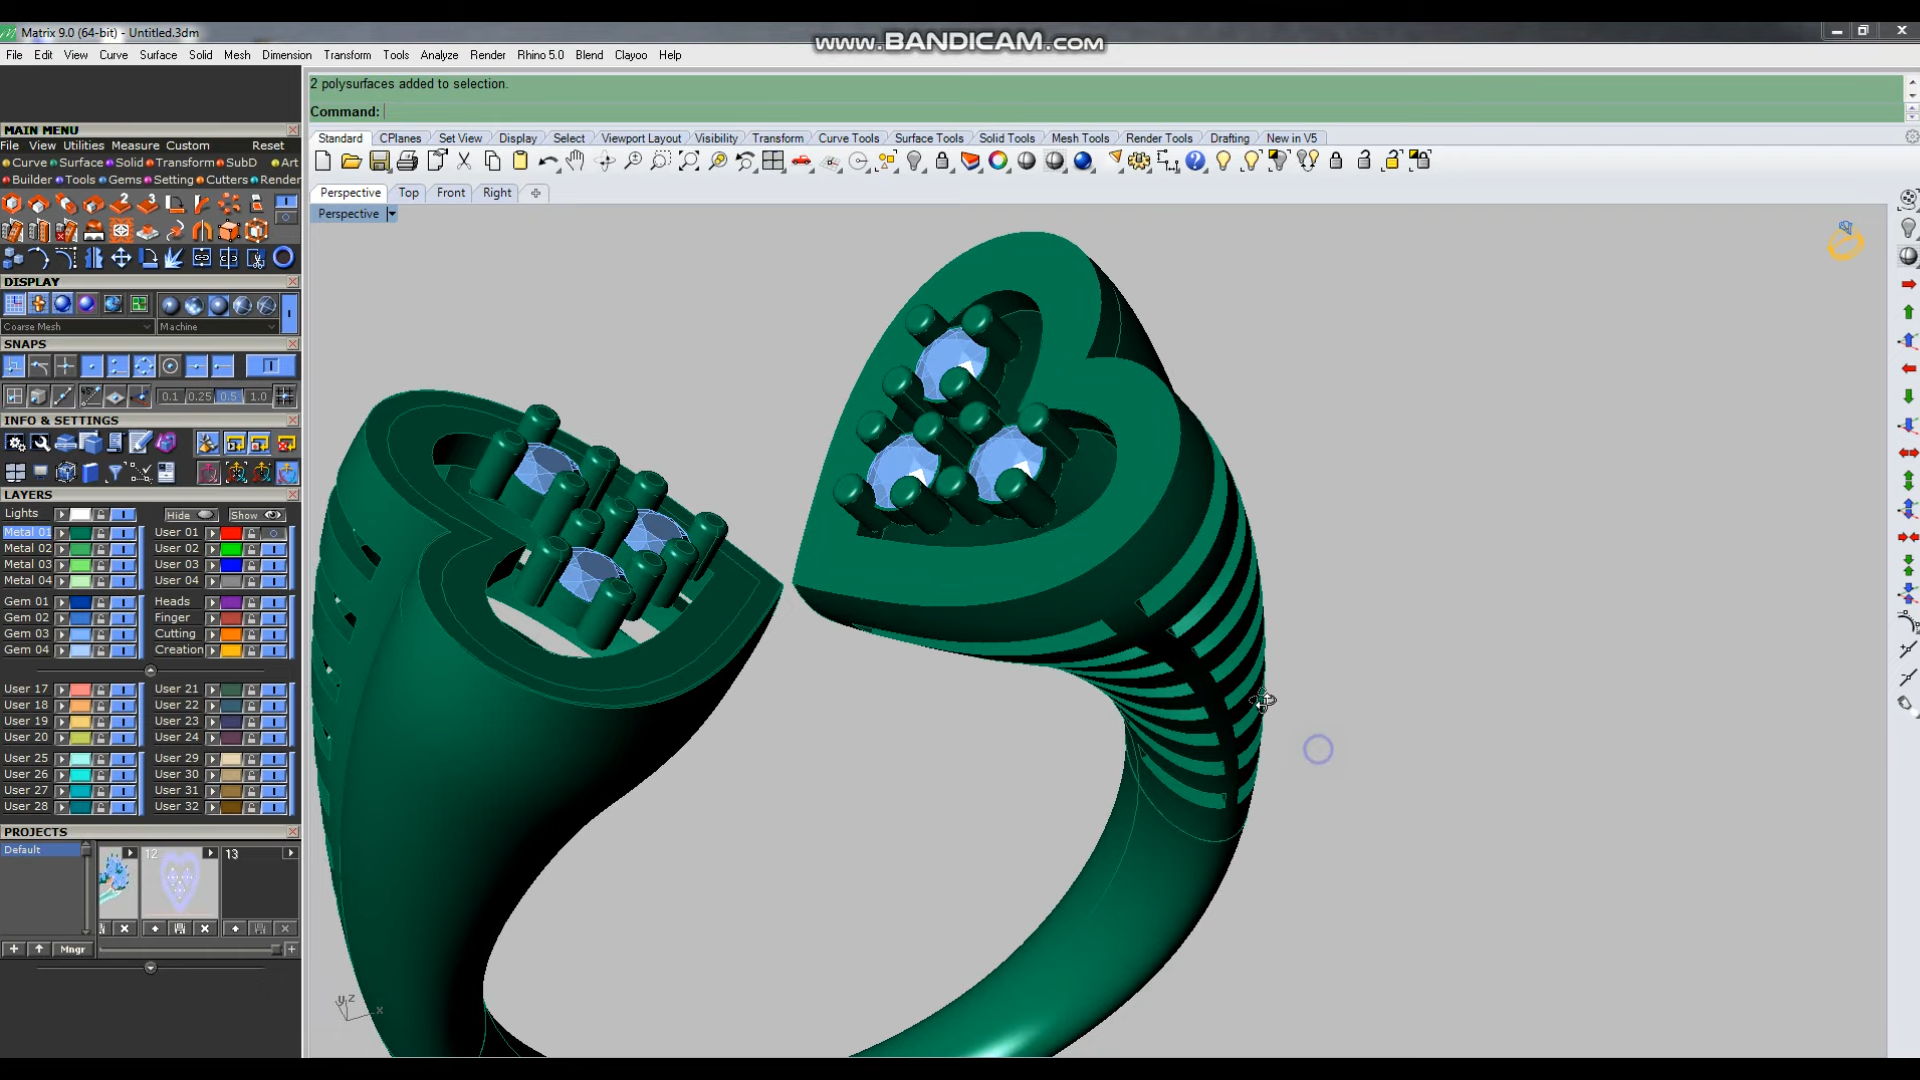 Matrix 9.0 (64-bit) - Untitled.3dm
www.BANDICAM.com
File Edit View Curve Surface Solid Mesh Dimension Transform Tools Analyze Render Rhino 5.0 Blend Clayoo Help
2 polysurfaces added to selection.
Command:
Standard CPlanes Set View Display Select Viewport Layout Visibility Transform Curve Tools Surface Tools Solid Tools Mesh Tools Render Tools Drafting New in V5
Perspective Top Front Right
Perspective
MAIN MENU
File View Utilities Measure Custom Reset
Curve Surface Solid Transform SubD Art
Builder Tools Gems Setting Cutters Render
2 3
DISPLAY
Coarse Mesh Machine
SNAPS
0.1 0.25 0.5 1.0
INFO & SETTINGS
LAYERS
Lights Hide Show
Metal 01 User 01
Metal 02 User 02
Metal 03 User 03
Metal 04 User 04
Gem 01 Heads
Gem 02 Finger
Gem 03 Cutting
Gem 04 Creation
User 17 User 21
User 18 User 22
User 19 User 23
User 20 User 24
User 25 User 29
User 26 User 30
User 27 User 31
User 28 User 32
PROJECTS
Default
12 13
Mngr
y z x